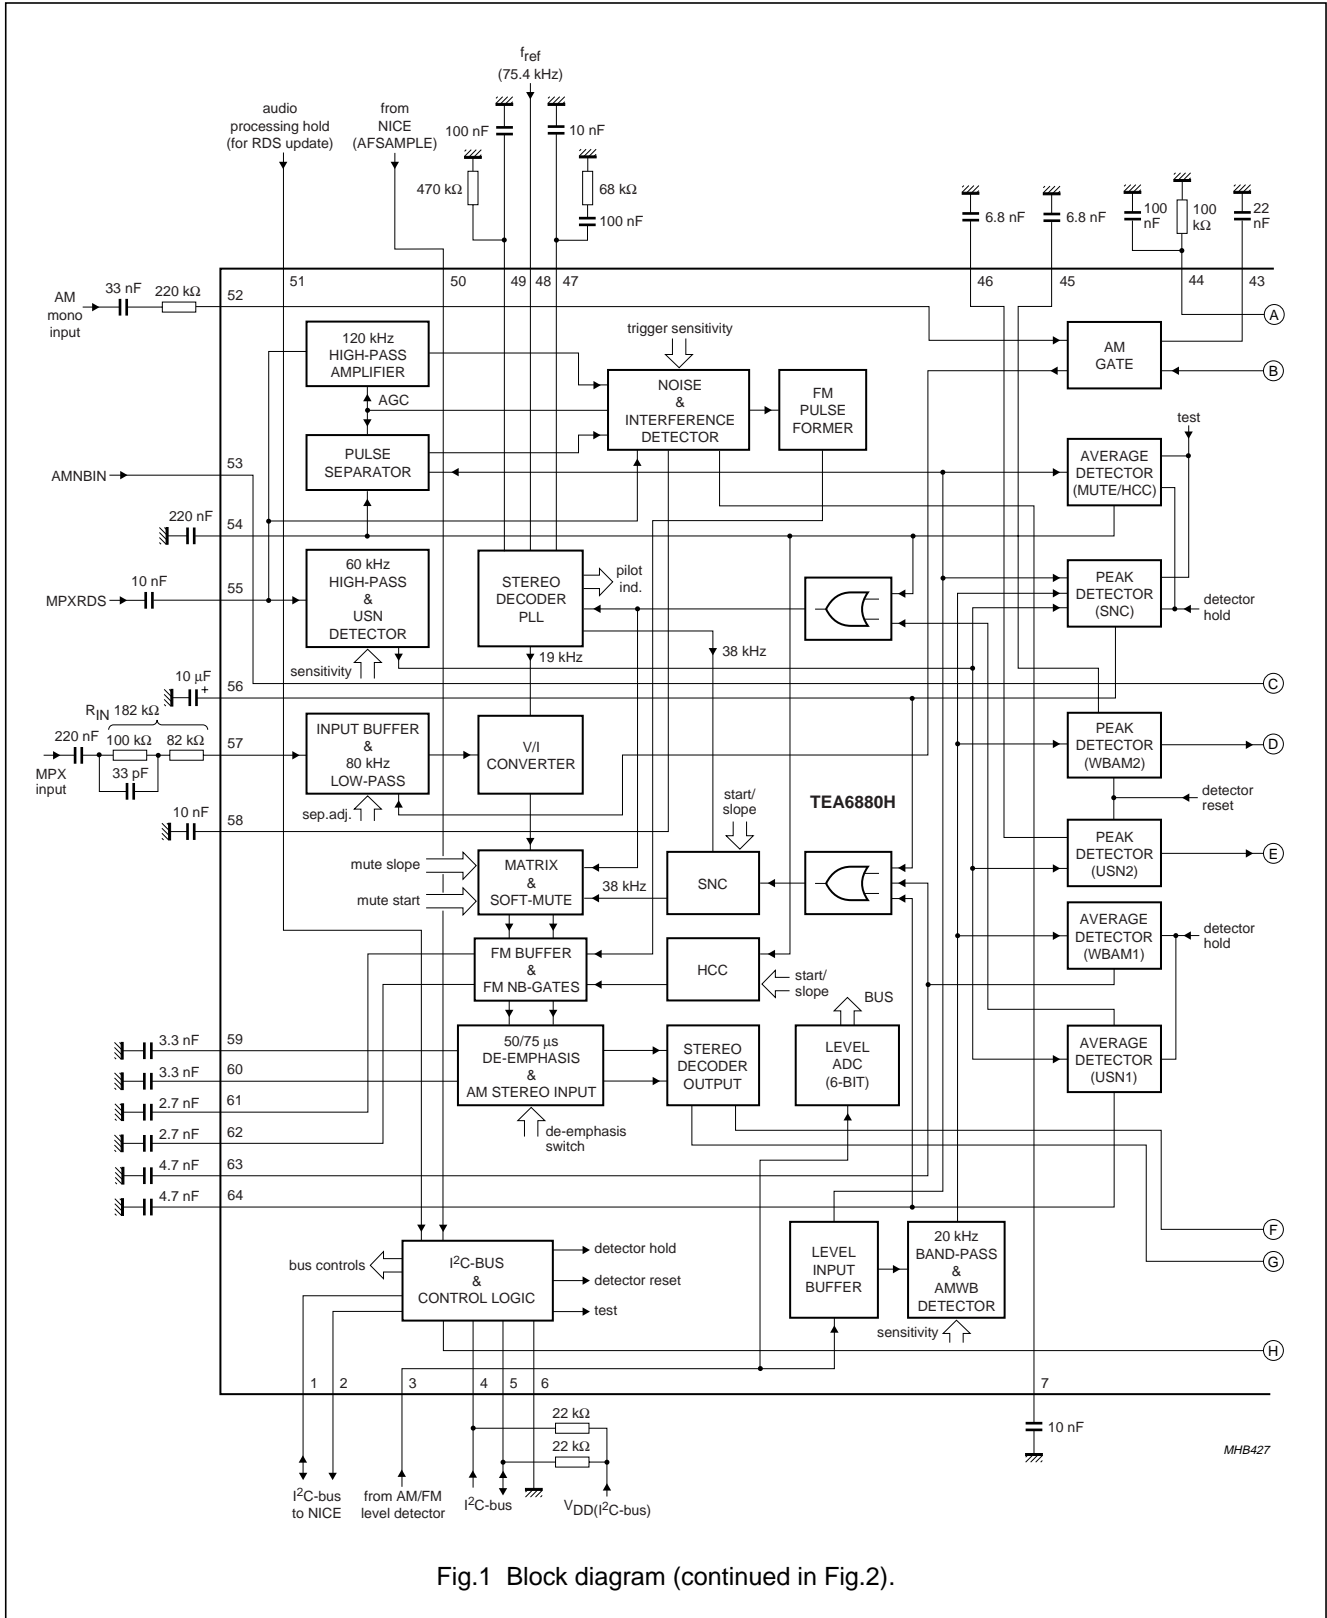 fref
(75.4 kHz)
audio
processing hold
(for RDS update)
from
NICE
(AFSAMPLE)
100 nF
10 nF
470 kΩ
68 kΩ
100 nF
6.8 nF
6.8 nF
100
nF
100
kΩ
22
nF
51
50
49
48
47
46
45
44
43
AM
mono
input
33 nF
220 kΩ
52
A
trigger sensitivity
120 kHz
HIGH-PASS
AMPLIFIER
AM
GATE
B
NOISE
&
INTERFERENCE
DETECTOR
FM
PULSE
FORMER
AGC
test
PULSE
SEPARATOR
AVERAGE
DETECTOR
(MUTE/HCC)
AMNBIN
53
220 nF
54
60 kHz
HIGH-PASS
&
USN
DETECTOR
STEREO
DECODER
PLL
pilot
ind.
PEAK
DETECTOR
(SNC)
detector
hold
MPXRDS
10 nF
55
sensitivity
19 kHz
38 kHz
10 µF
+
56
C
RIN
182 kΩ
220 nF
100 kΩ
82 kΩ
57
33 pF
MPX
input
INPUT BUFFER
&
80 kHz
LOW-PASS
V/I
CONVERTER
PEAK
DETECTOR
(WBAM2)
D
sep.adj.
start/
slope
TEA6880H
detector
reset
10 nF
58
PEAK
DETECTOR
(USN2)
E
mute slope
mute start
MATRIX
&
SOFT-MUTE
38 kHz
SNC
FM BUFFER
&
FM NB-GATES
HCC
start/
slope
AVERAGE
DETECTOR
(WBAM1)
detector
hold
BUS
3.3 nF
59
3.3 nF
60
2.7 nF
61
2.7 nF
62
4.7 nF
63
4.7 nF
64
50/75 µs
DE-EMPHASIS
&
AM STEREO INPUT
STEREO
DECODER
OUTPUT
LEVEL
ADC
(6-BIT)
AVERAGE
DETECTOR
(USN1)
de-emphasis
switch
F
G
bus controls
I2C-BUS
&
CONTROL LOGIC
detector hold
detector reset
test
LEVEL
INPUT
BUFFER
20 kHz
BAND-PASS
&
AMWB
DETECTOR
sensitivity
H
1
2
3
4
5
6
7
22 kΩ
22 kΩ
10 nF
I2C-bus
to NICE
from AM/FM
level detector
I2C-bus
VDD(I2C-bus)
MHB427
Fig.1 Block diagram (continued in Fig.2).